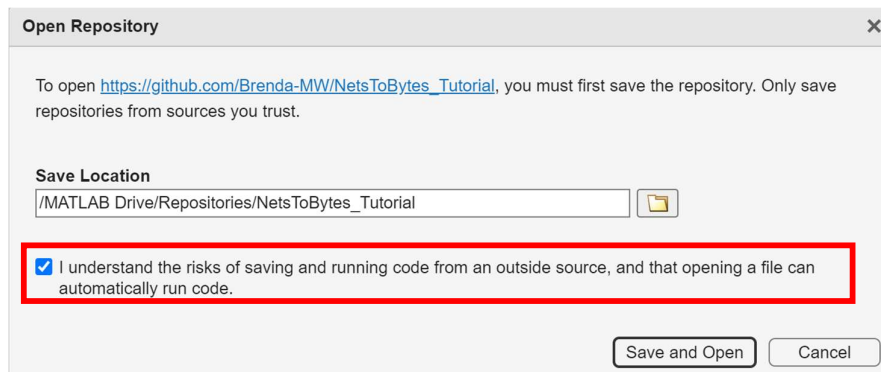 Open Repository
To open https://github.com/Brenda-MW/NetsToBytes_Tutorial, you must first save the repository. Only save
repositories from sources you trust.
Save Location
/MATLAB Drive/Repositories/NetsToBytes_Tutorial
I understand the risks of saving and running code from an outside source, and that opening a file can
automatically run code.
Save and Open Cancel